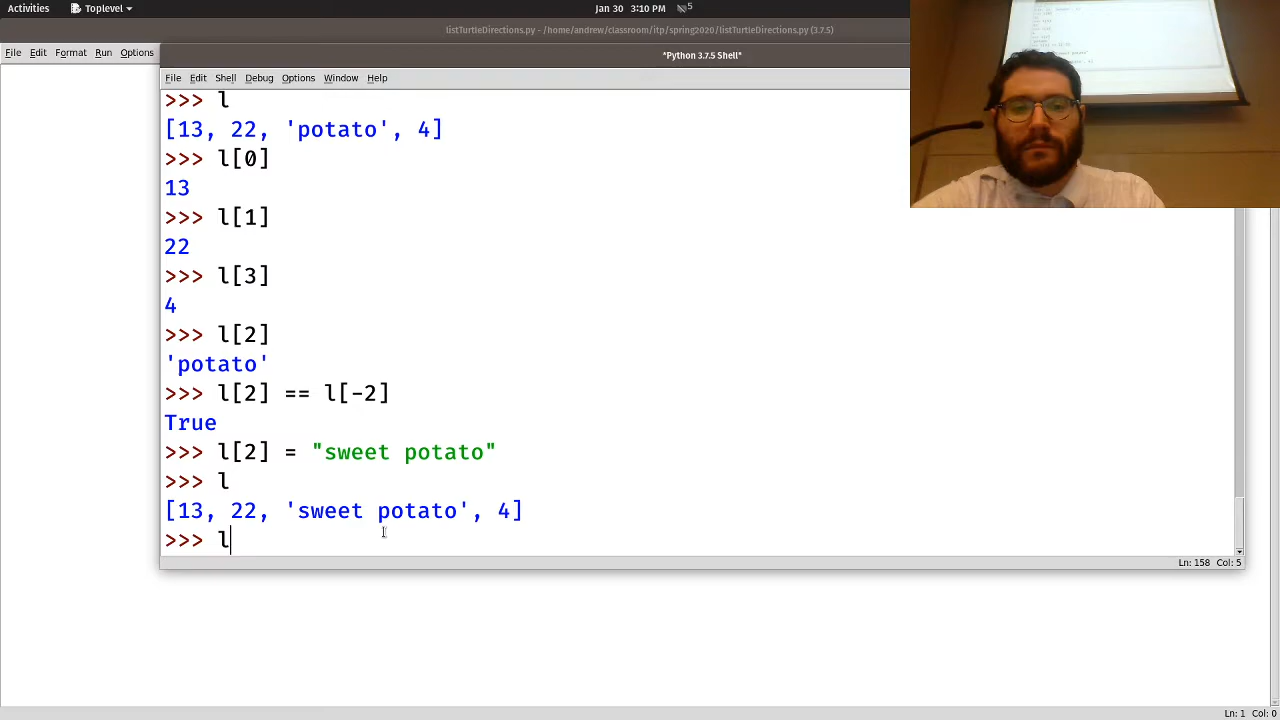 Activities
Toplevel
Jan 30 3:10 PM
5
listTurtleDirections.py - /home/andrew/classroom/itp/spring2020/listTurtleDirections.py (3.7.5)
File Edit Format Run Options
*Python 3.7.5 Shell*
File Edit Shell Debug Options Window Help
>>> l
[13, 22, 'potato', 4]
>>> l[0]
13
>>> l[1]
22
>>> l[3]
4
>>> l[2]
'potato'
>>> l[2] == l[-2]
True
>>> l[2] = "sweet potato"
>>> l
[13, 22, 'sweet potato', 4]
>>> l
Ln: 158 Col: 5
Ln: 1 Col: 0